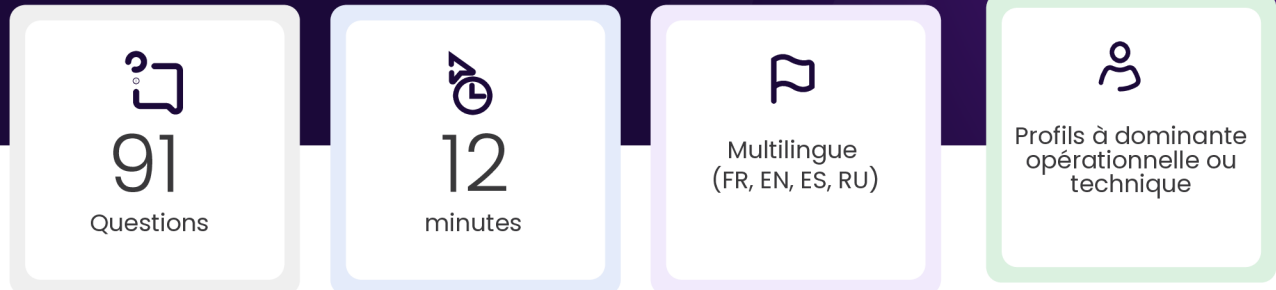 91
Questions
12
minutes
Multilingue
(FR, EN, ES, RU)
Profils à dominante
opérationnelle ou
technique